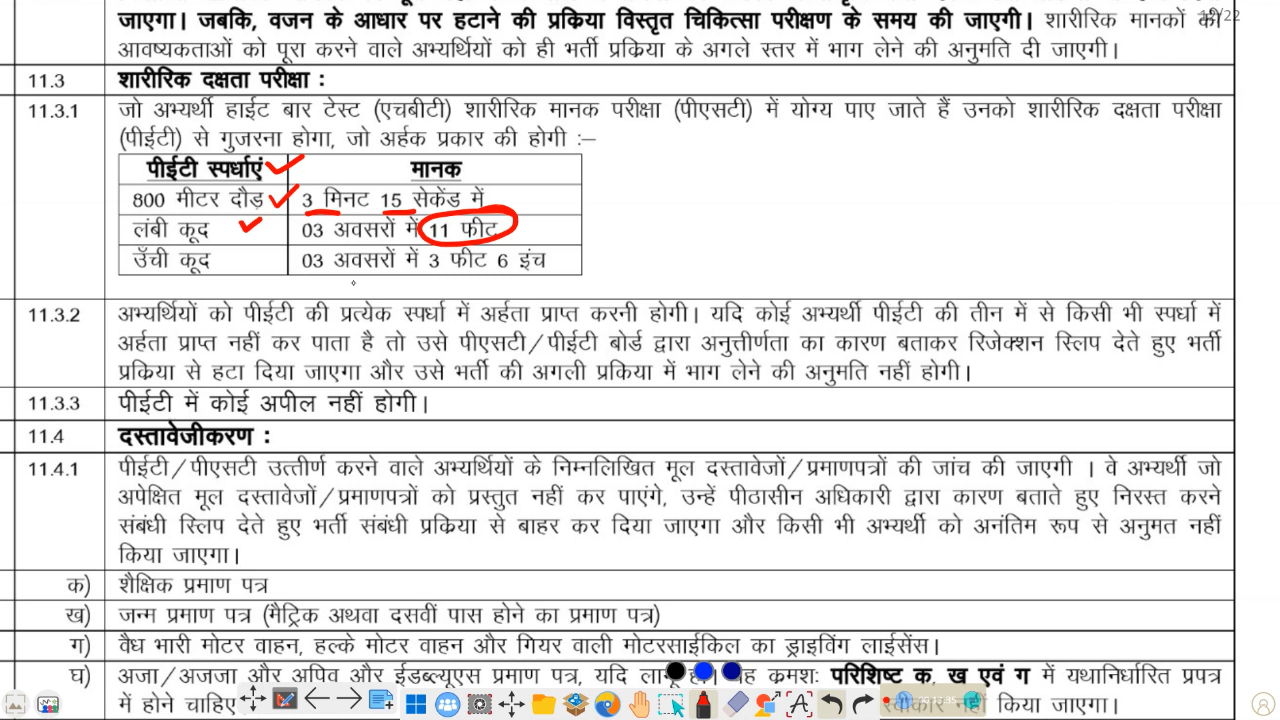 जाएगा। जबकि, वजन के आधार पर हटाने की प्रक्रिया विस्तृत चिकित्सा परीक्षण के समय की जाएगी। शारीरिक मानकों की
/22
आवष्यकताओं को पूरा करने वाले अभ्यर्थियों को ही भर्ती प्रक्रिया के अगले स्तर में भाग लेने की अनुमति दी जाएगी।
11.3 शारीरिक दक्षता परीक्षा :
11.3.1 जो अभ्यर्थी हाईट बार टेस्ट (एचबीटी) शारीरिक मानक परीक्षा (पीएसटी) में योग्य पाए जाते हैं उनको शारीरिक दक्षता परीक्षा
(पीईटी) से गुजरना होगा, जो अर्हक प्रकार की होगी :–
पीईटी स्पर्धाएं मानक
800 मीटर दौड़ 3 मिनट 15 सेकेंड में
लंबी कूद 03 अवसरों में 11 फीट
उँची कूद 03 अवसरों में 3 फीट 6 इंच
11.3.2 अभ्यर्थियों को पीईटी की प्रत्येक स्पर्धा में अर्हता प्राप्त करनी होगी। यदि कोई अभ्यर्थी पीईटी की तीन में से किसी भी स्पर्धा में
अर्हता प्राप्त नहीं कर पाता है तो उसे पीएसटी/पीईटी बोर्ड द्वारा अनुत्तीर्णता का कारण बताकर रिजेक्शन स्लिप देते हुए भर्ती
प्रक्रिया से हटा दिया जाएगा और उसे भर्ती की अगली प्रकिया में भाग लेने की अनुमति नहीं होगी।
11.3.3 पीईटी में कोई अपील नहीं होगी।
11.4 दस्तावेजीकरण :
11.4.1 पीईटी/पीएसटी उत्तीर्ण करने वाले अभ्यर्थियों के निम्नलिखित मूल दस्तावेजों/प्रमाणपत्रों की जांच की जाएगी । वे अभ्यर्थी जो
अपेक्षित मूल दस्तावेजों/प्रमाणपत्रों को प्रस्तुत नहीं कर पाएंगे, उन्हें पीठासीन अधिकारी द्वारा कारण बताते हुए निरस्त करने
संबंधी स्लिप देते हुए भर्ती संबंधी प्रकिया से बाहर कर दिया जाएगा और किसी भी अभ्यर्थी को अनंतिम रूप से अनुमत नहीं
किया जाएगा।
क) शैक्षिक प्रमाण पत्र
ख) जन्म प्रमाण पत्र (मैट्रिक अथवा दसवीं पास होने का प्रमाण पत्र)
ग) वैध भारी मोटर वाहन, हल्के मोटर वाहन और गियर वाली मोटरसाईकिल का ड्राइविंग लाईसेंस।
घ) अजा/अजजा और अपिव और ईडब्ल्यूएस प्रमाण पत्र, यदि क्रमशः परिशिष्ट क, ख एवं ग में यथानिर्धारित प्रपत्र
में होने चाहिए किया जाएगा।